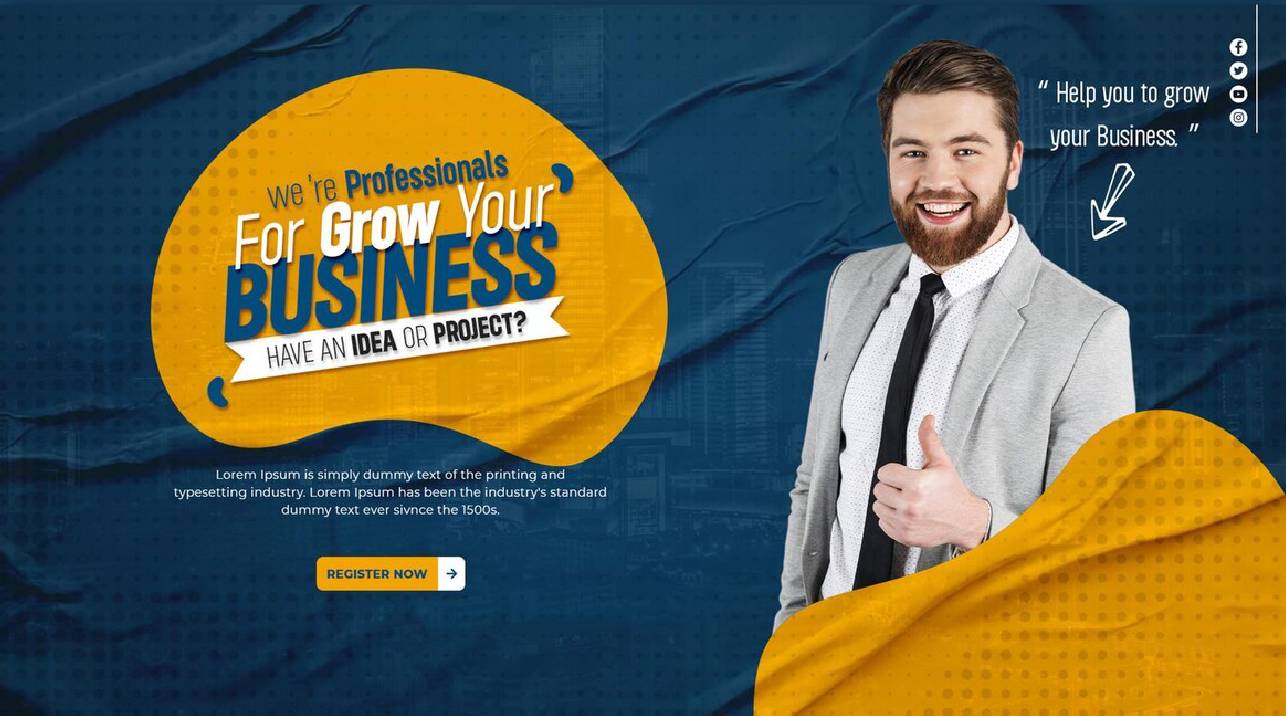 We're Professionals
For Grow Your
BUSINESS
HAVE AN IDEA OR PROJECT?
Lorem Ipsum is simply dummy text of the printing and
typesetting industry. Lorem Ipsum has been the industry's standard
dummy text ever sivnce the 1500s.
REGISTER NOW
" Help you to grow
your Business. "